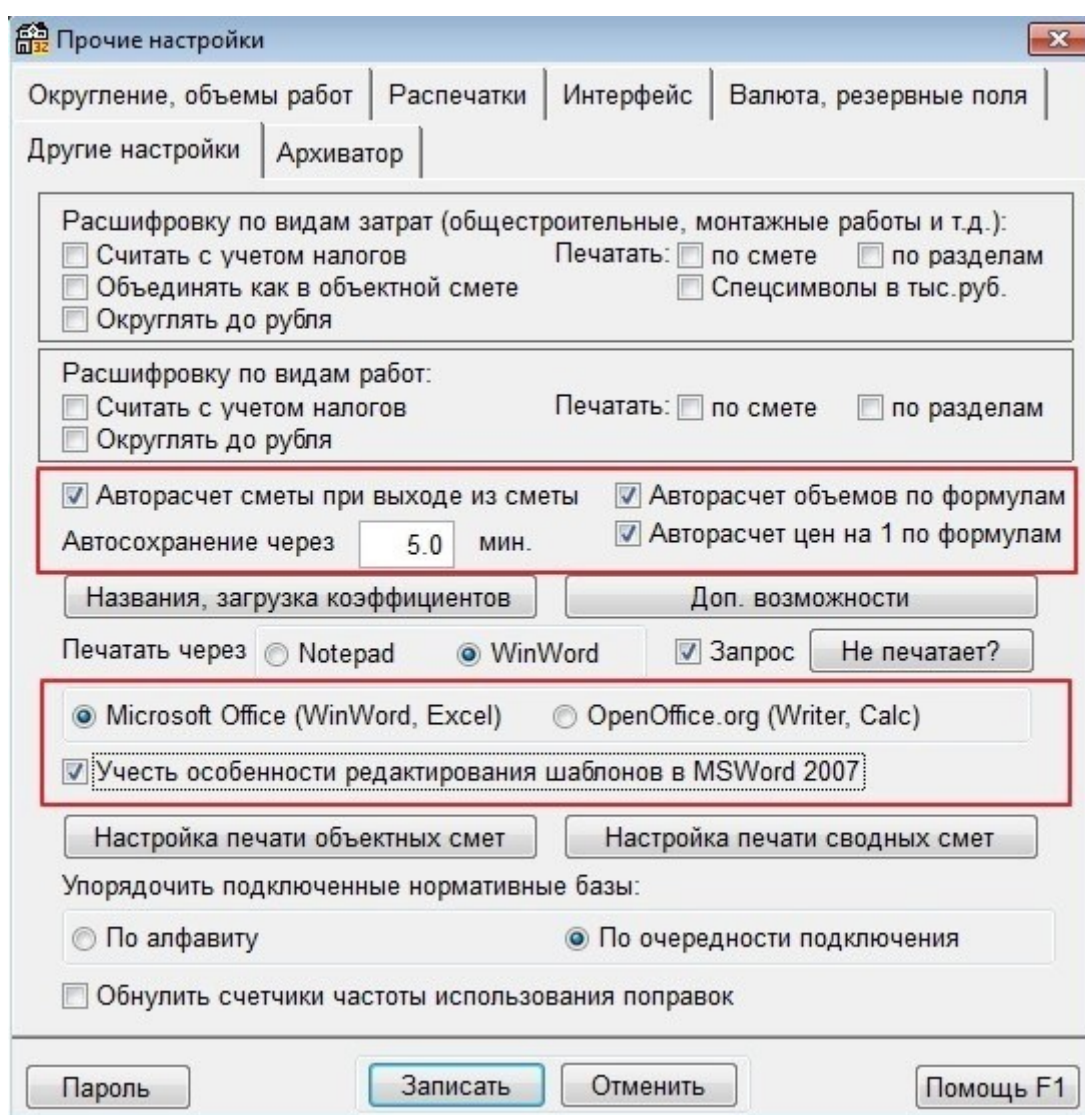 Прочие настройки
Округление, объемы работ Распечатки Интерфейс Валюта, резервные поля
Другие настройки Архиватор
Расшифровку по видам затрат (общестроительные, монтажные работы и т.д.):
Считать с учетом налогов Печатать: по смете по разделам
Объединять как в объектной смете Спецсимволы в тыс.руб.
Округлять до рубля
Расшифровку по видам работ:
Считать с учетом налогов Печатать: по смете по разделам
Округлять до рубля
Авторасчет сметы при выходе из сметы Авторасчет объемов по формулам
Автосохранение через 5.0 мин. Авторасчет цен на 1 по формулам
Названия, загрузка коэффициентов Доп. возможности
Печатать через Notepad WinWord Запрос Не печатает?
Microsoft Office (WinWord, Excel) OpenOffice.org (Writer, Calc)
Учесть особенности редактирования шаблонов в MSWord 2007
Настройка печати объектных смет Настройка печати сводных смет
Упорядочить подключенные нормативные базы:
По алфавиту По очередности подключения
Обнулить счетчики частоты использования поправок
Пароль Записать Отменить Помощь F1